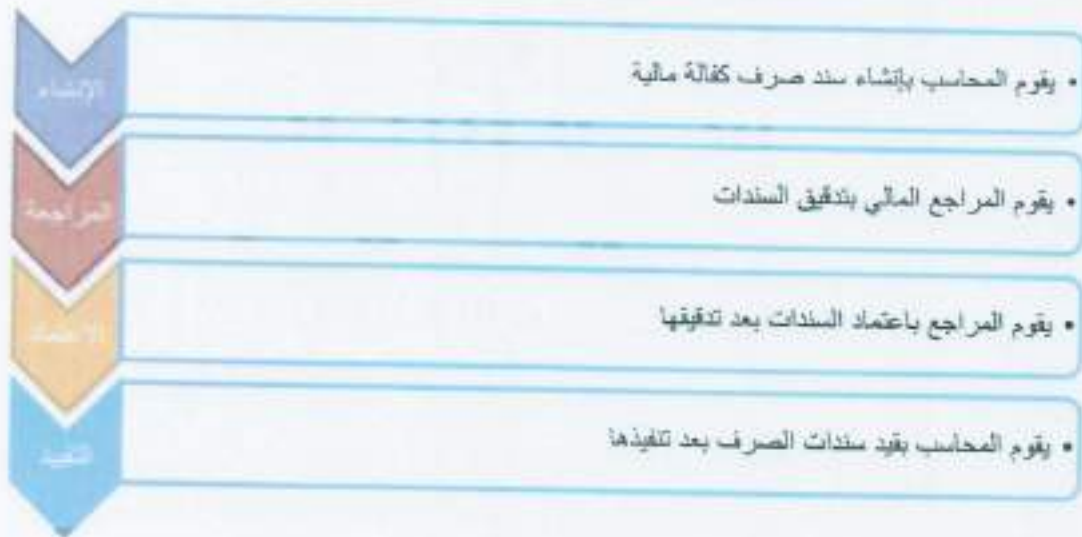 الإنشاء
• يقوم المحاسب بإنشاء سند صرف كفالة مالية
المراجعة
• يقوم المراجع المالي بتدقيق السندات
الاعتماد
• يقوم المراجع باعتماد السندات بعد تدقيقها
• يقوم المحاسب بقيد سندات الصرف بعد تنفيذها